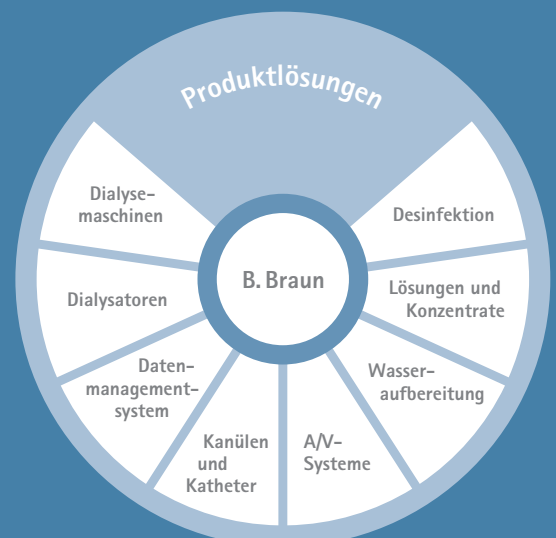 Produktlösungen
Dialyse-
maschinen
Dialysatoren
Daten-
management-
system
Kanülen
und
Katheter
A/V-
Systeme
Wasser-
aufbereitung
Lösungen und
Konzentrate
Desinfektion
B. Braun